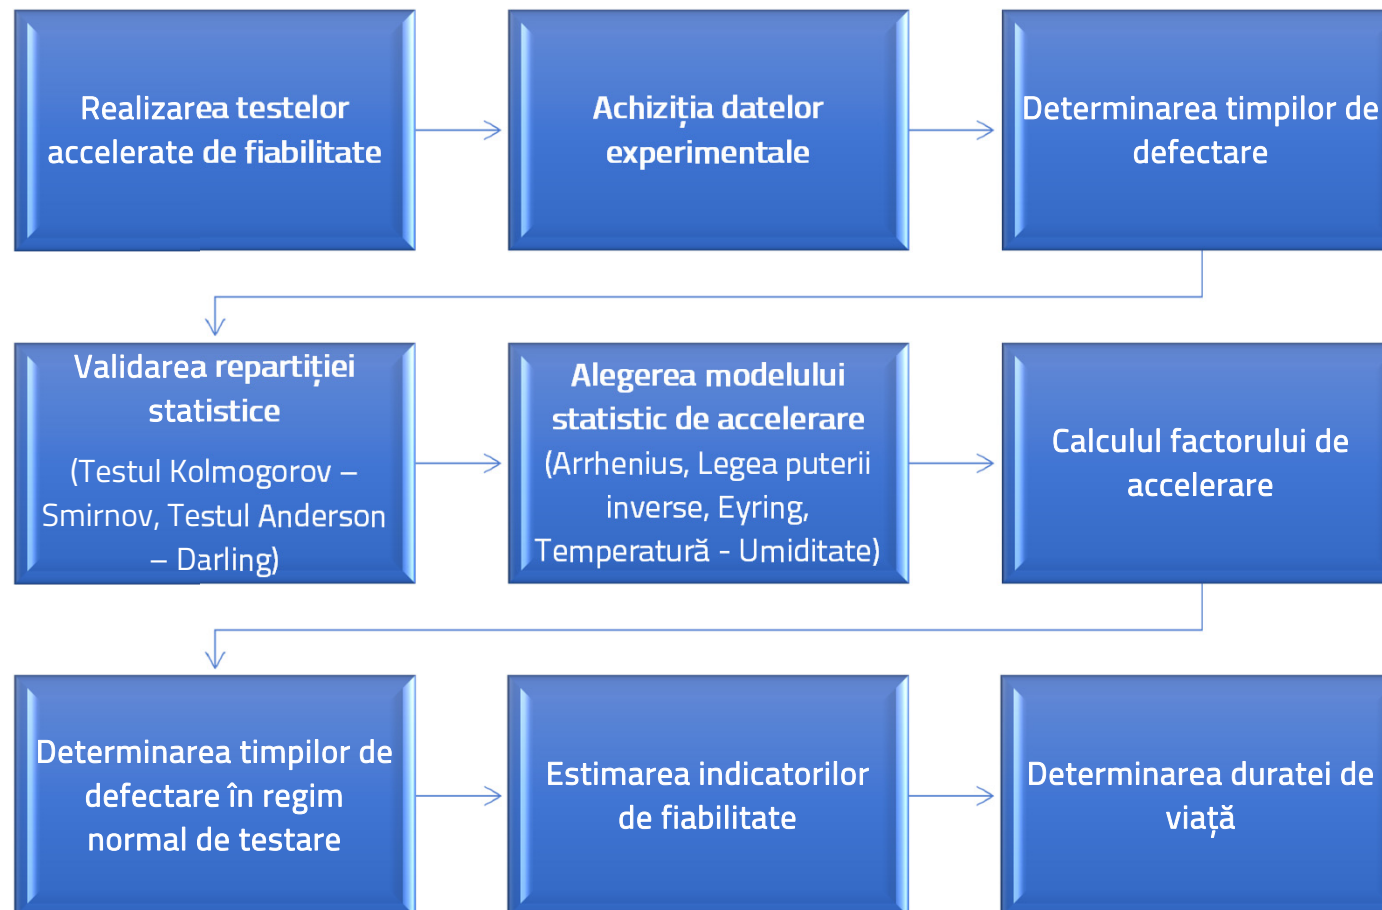 Realizarea testelor
accelerate de fiabilitate
Achiziția datelor
experimentale
Determinarea timpilor de
defectare
Validarea repartiției
statistice
(Testul Kolmogorov –
Smirnov, Testul Anderson
– Darling)
Alegerea modelului
statistic de accelerare
(Arrhenius, Legea puterii
inverse, Eyring,
Temperatură - Umiditate)
Calculul factorului de
accelerare
Determinarea timpilor de
defectare în regim
normal de testare
Estimarea indicatorilor
de fiabilitate
Determinarea duratei de
viață